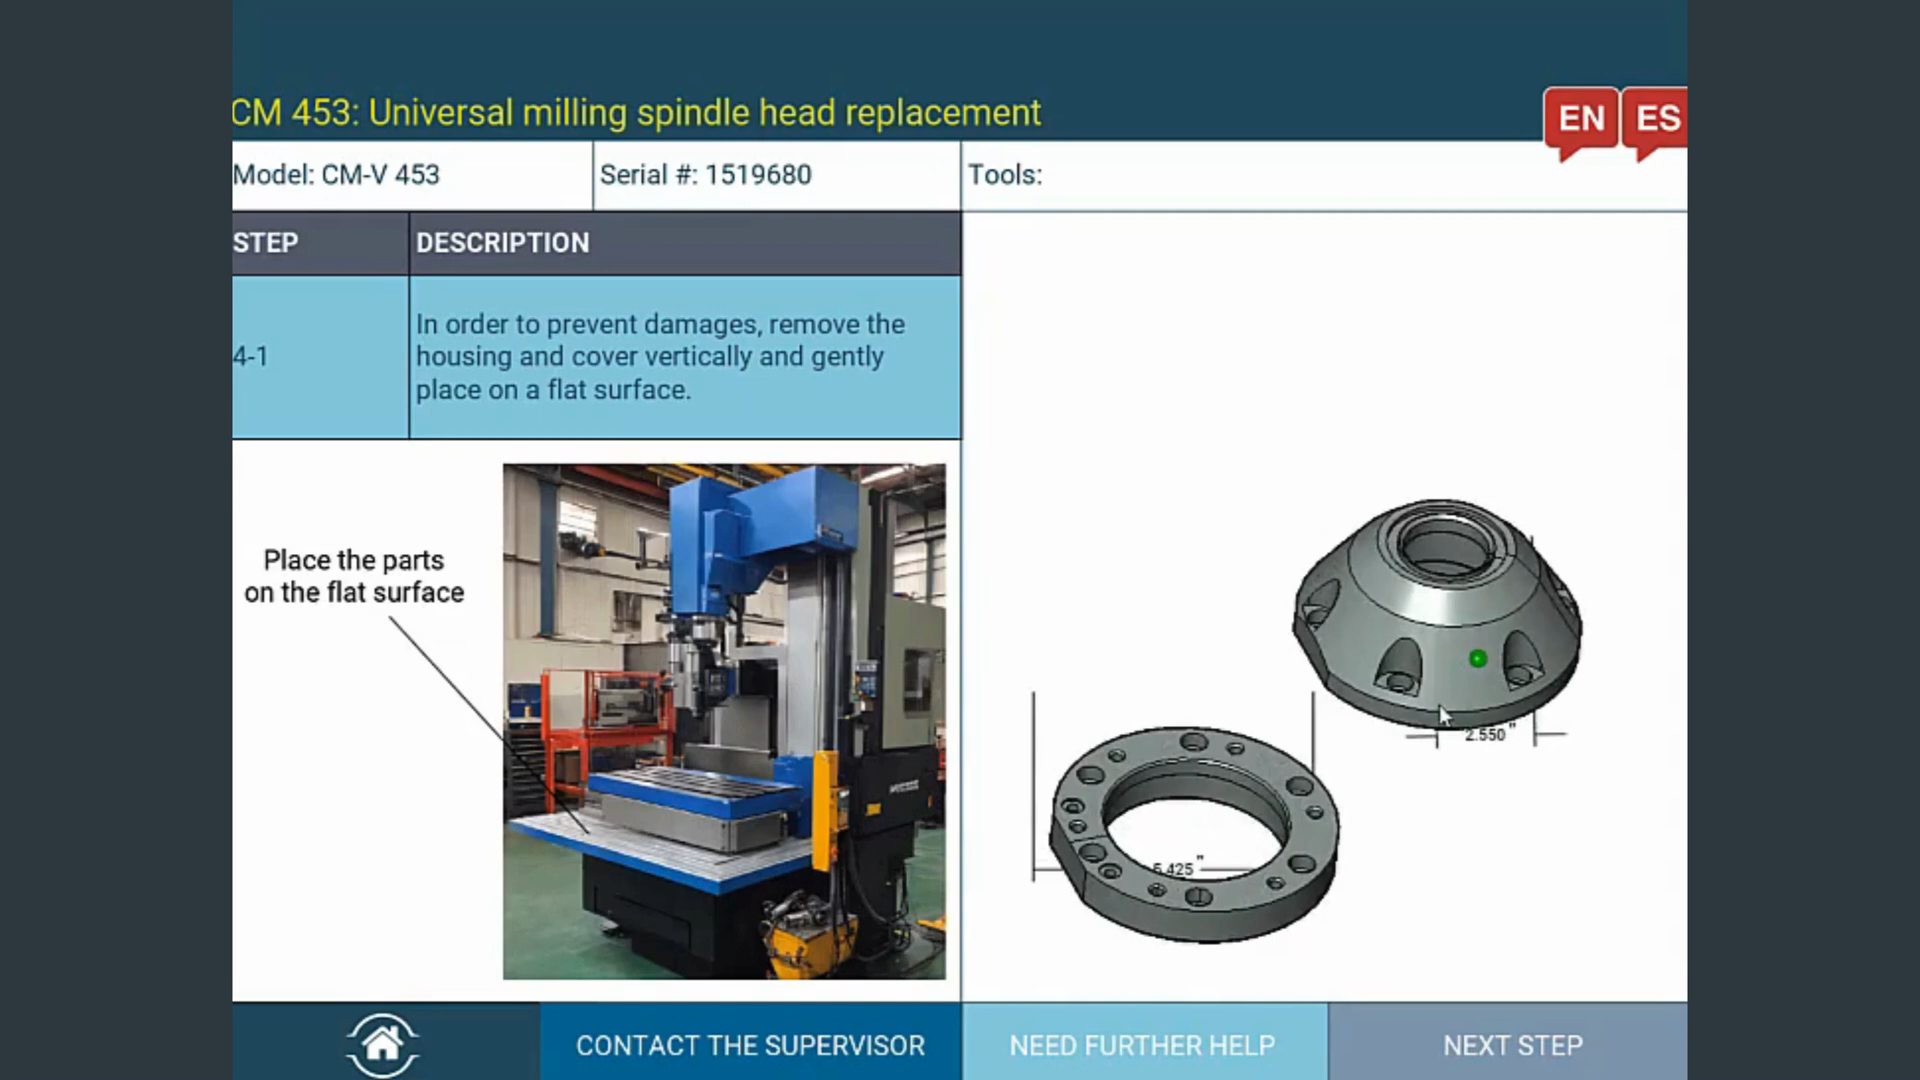 CM 453: Universal milling spindle head replacement
EN ES
Model: CM-V 453
Serial #: 1519680
Tools:
STEP
DESCRIPTION
4-1
In order to prevent damages, remove the
housing and cover vertically and gently
place on a flat surface.
Place the parts
on the flat surface
2.550"
5.425"
CONTACT THE SUPERVISOR
NEED FURTHER HELP
NEXT STEP